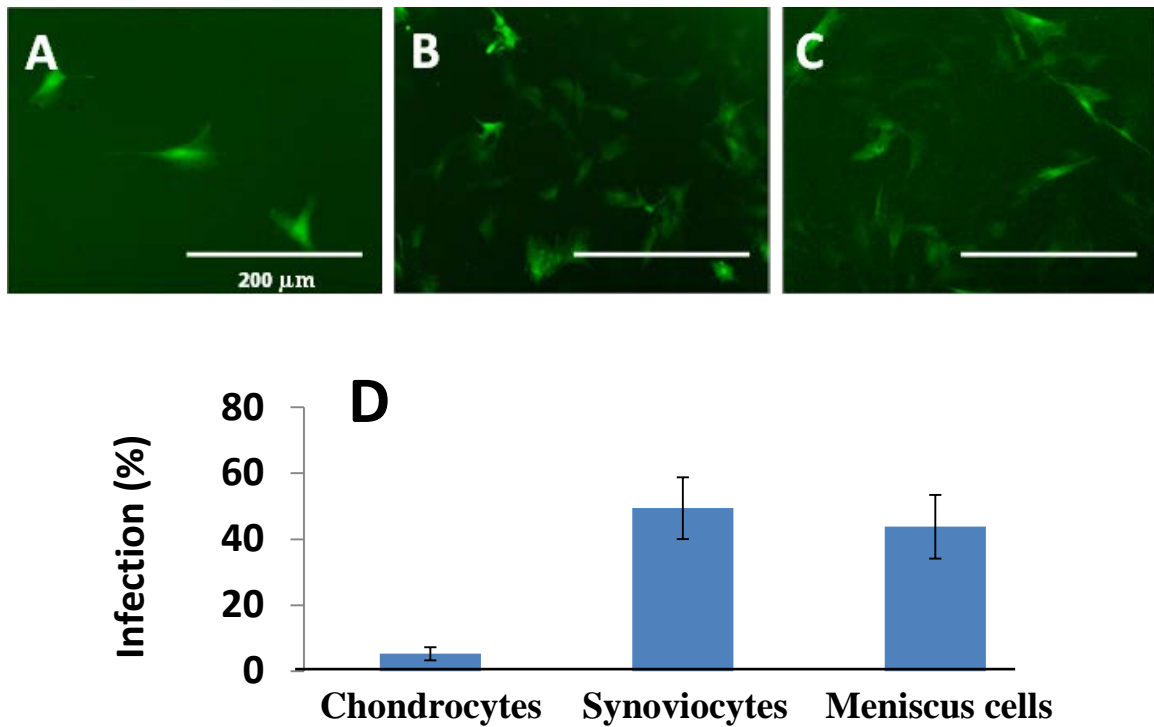 A
B
C
200 μm
D
Infection (%)
80
60
40
20
0
Chondrocytes
Synoviocytes
Meniscus cells